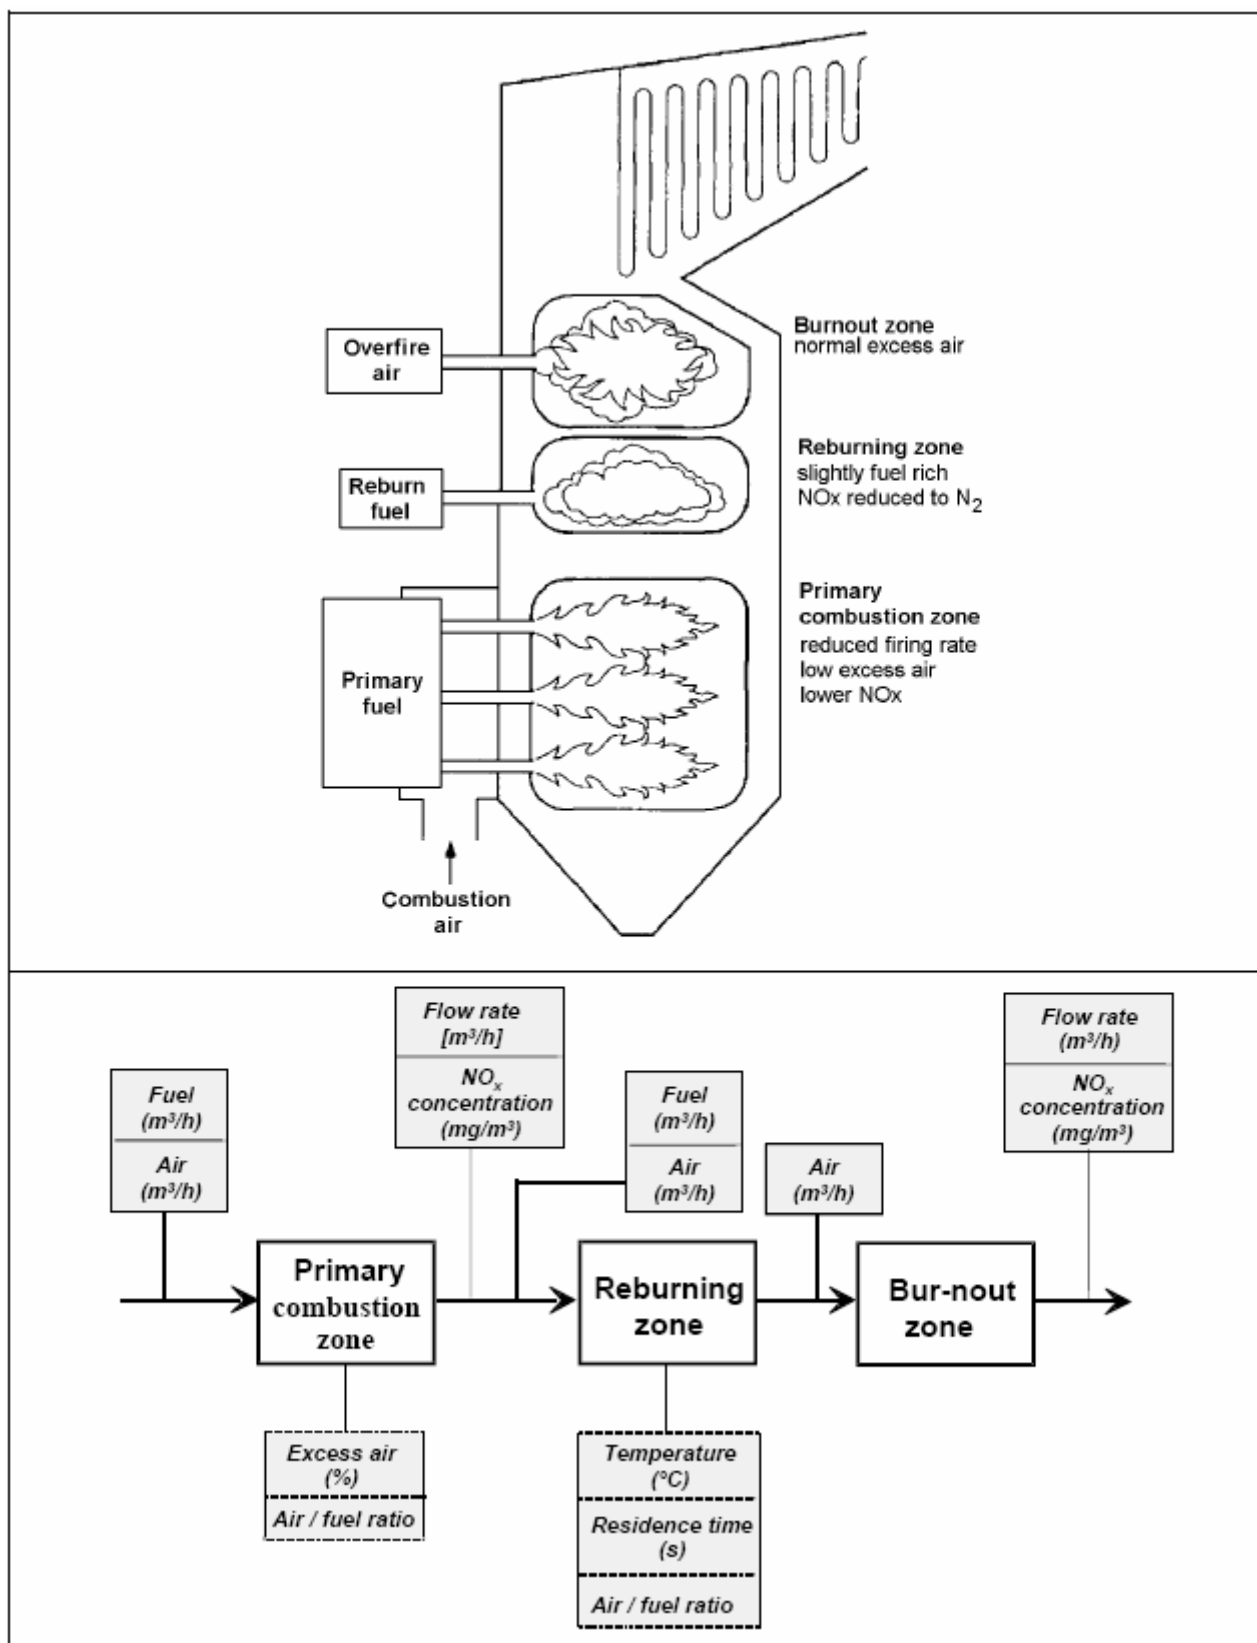 Overfire
air
Burnout zone
normal excess air
Reburn
fuel
Reburning zone
slightly fuel rich
NOx reduced to N2
Primary
fuel
Primary
combustion zone
reduced firing rate
low excess air
lower NOx
Combustion
air
Fuel
(m³/h)
Air
(m³/h)
Flow rate
[m³/h]
NOx
concentration
(mg/m³)
Fuel
(m³/h)
Air
(m³/h)
Air
(m³/h)
Flow rate
(m³/h)
NOx
concentration
(mg/m³)
Primary
combustion
zone
Reburning
zone
Bur-nout
zone
Excess air
(%)
Air / fuel ratio
Temperature
(°C)
Residence time
(s)
Air / fuel ratio